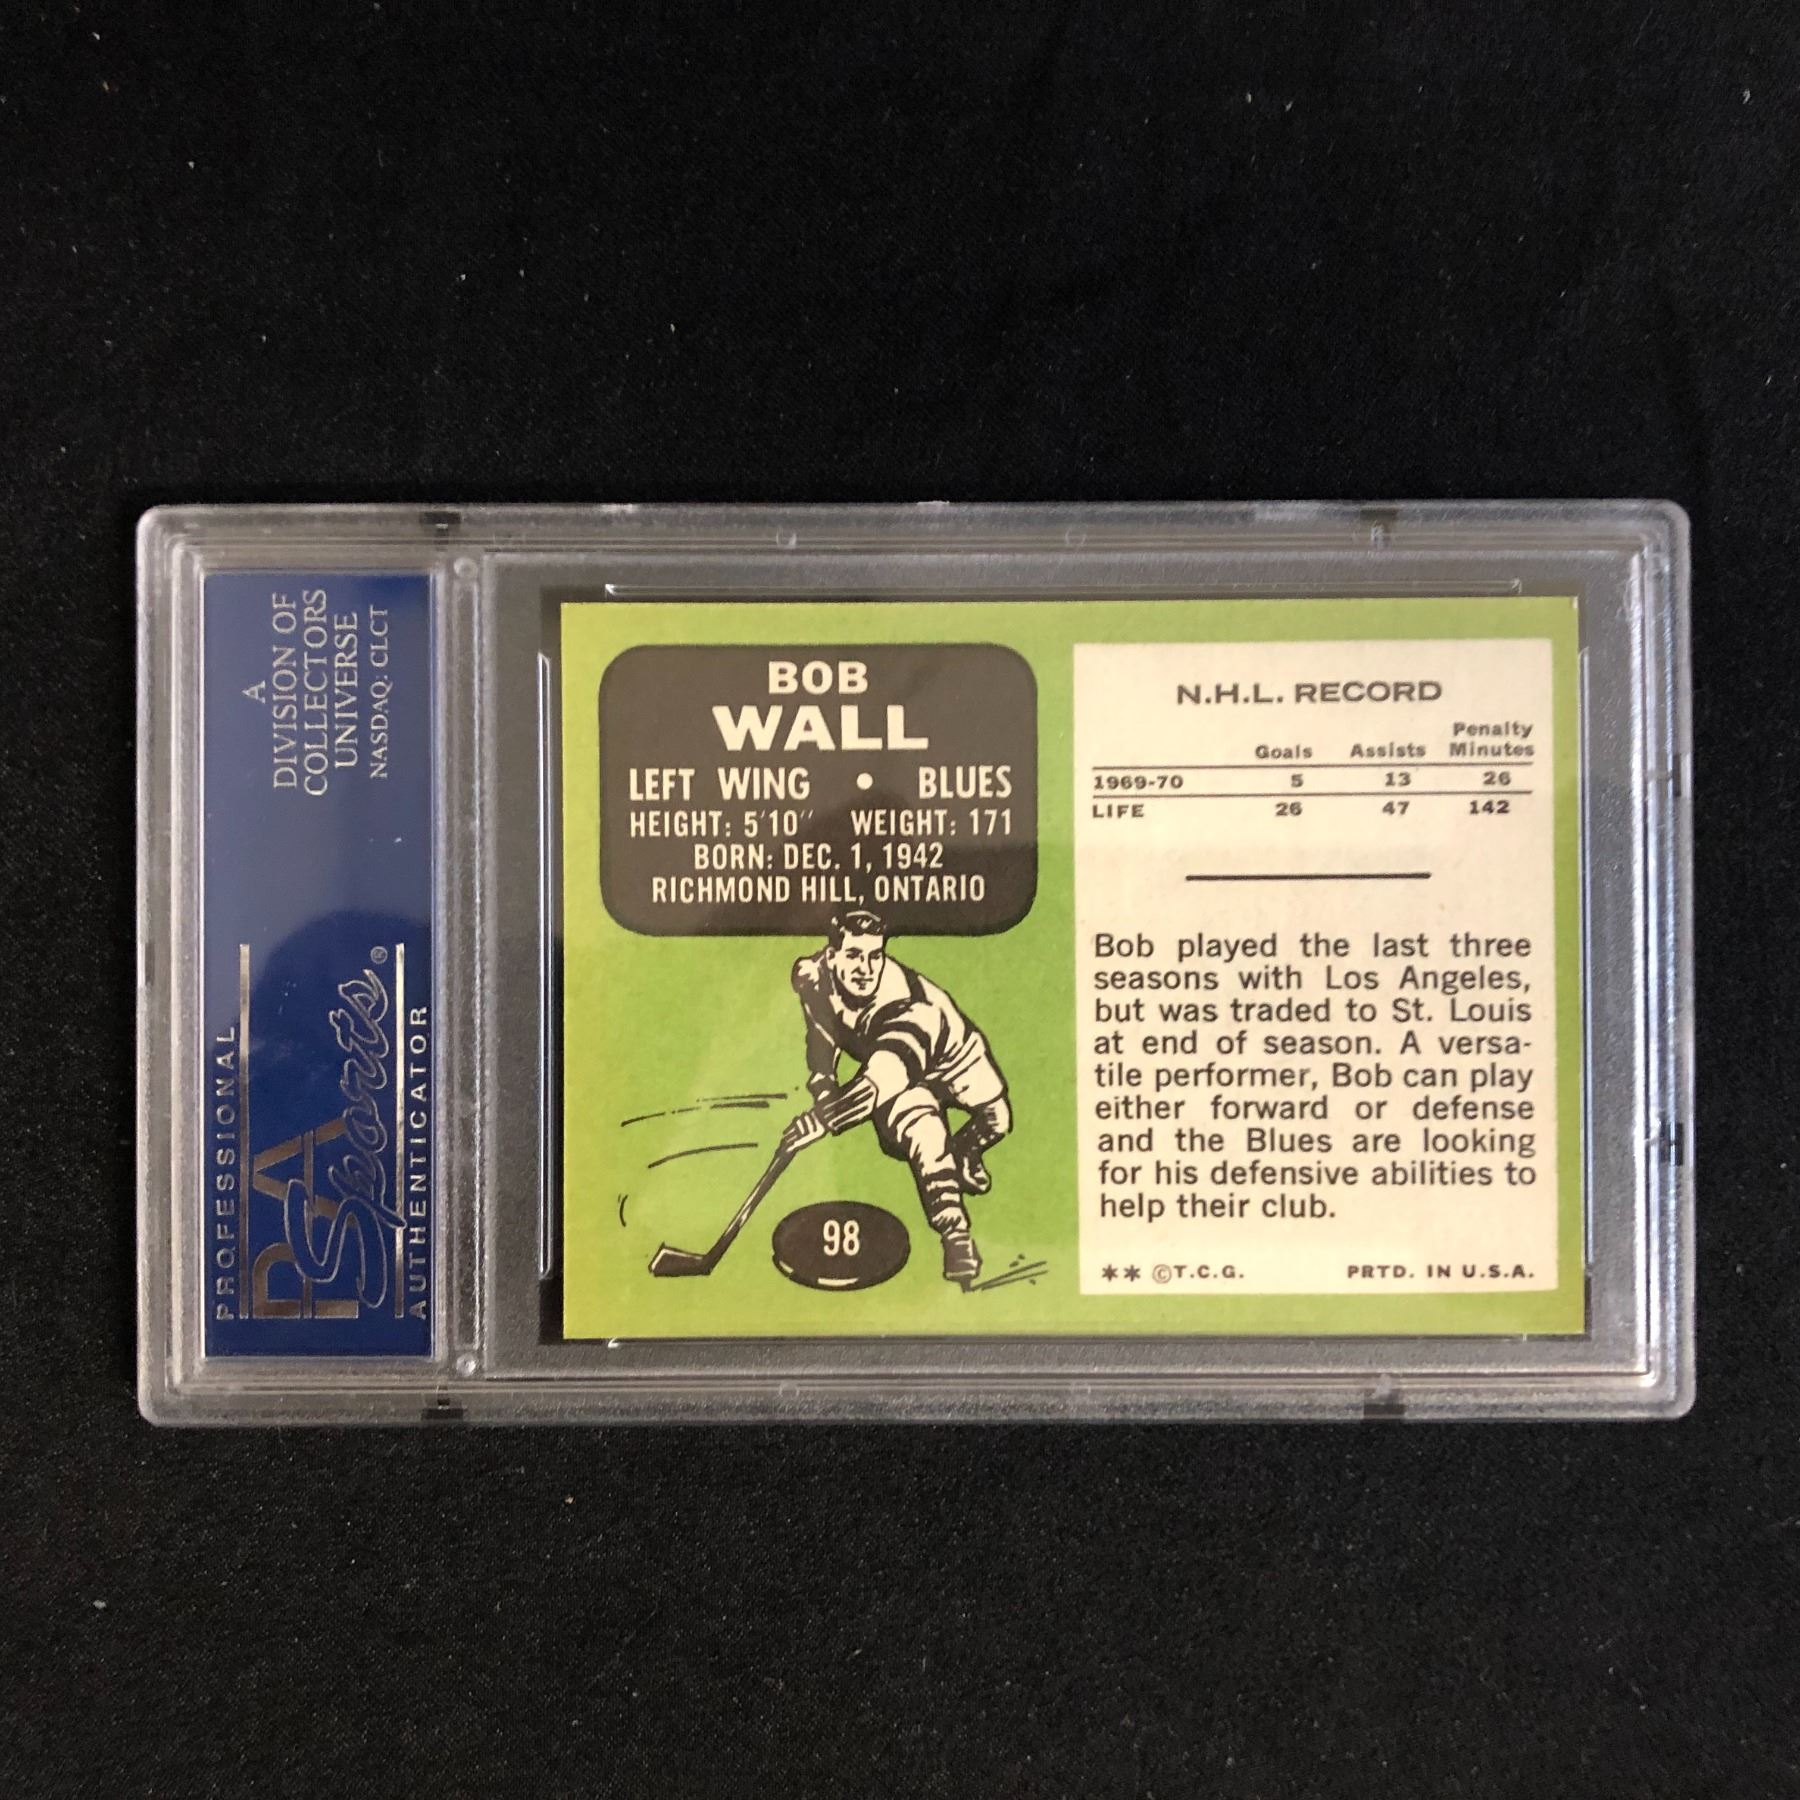 A
DIVISION OF
COLLECTORS
UNIVERSE
NASDAQ: CLCT
PROFESSIONAL
PSA
Sports®
AUTHENTICATOR
BOB
WALL
LEFT WING • BLUES
HEIGHT: 5'10" WEIGHT: 171
BORN: DEC. 1, 1942
RICHMOND HILL, ONTARIO
98
N.H.L. RECORD
Penalty
Goals Assists Minutes
1969-70 5 13 26
LIFE 26 47 142
Bob played the last three
seasons with Los Angeles,
but was traded to St. Louis
at end of season. A versa-
tile performer, Bob can play
either forward or defense
and the Blues are looking
for his defensive abilities to
help their club.
** ©T.C.G. PRTD. IN U.S.A.